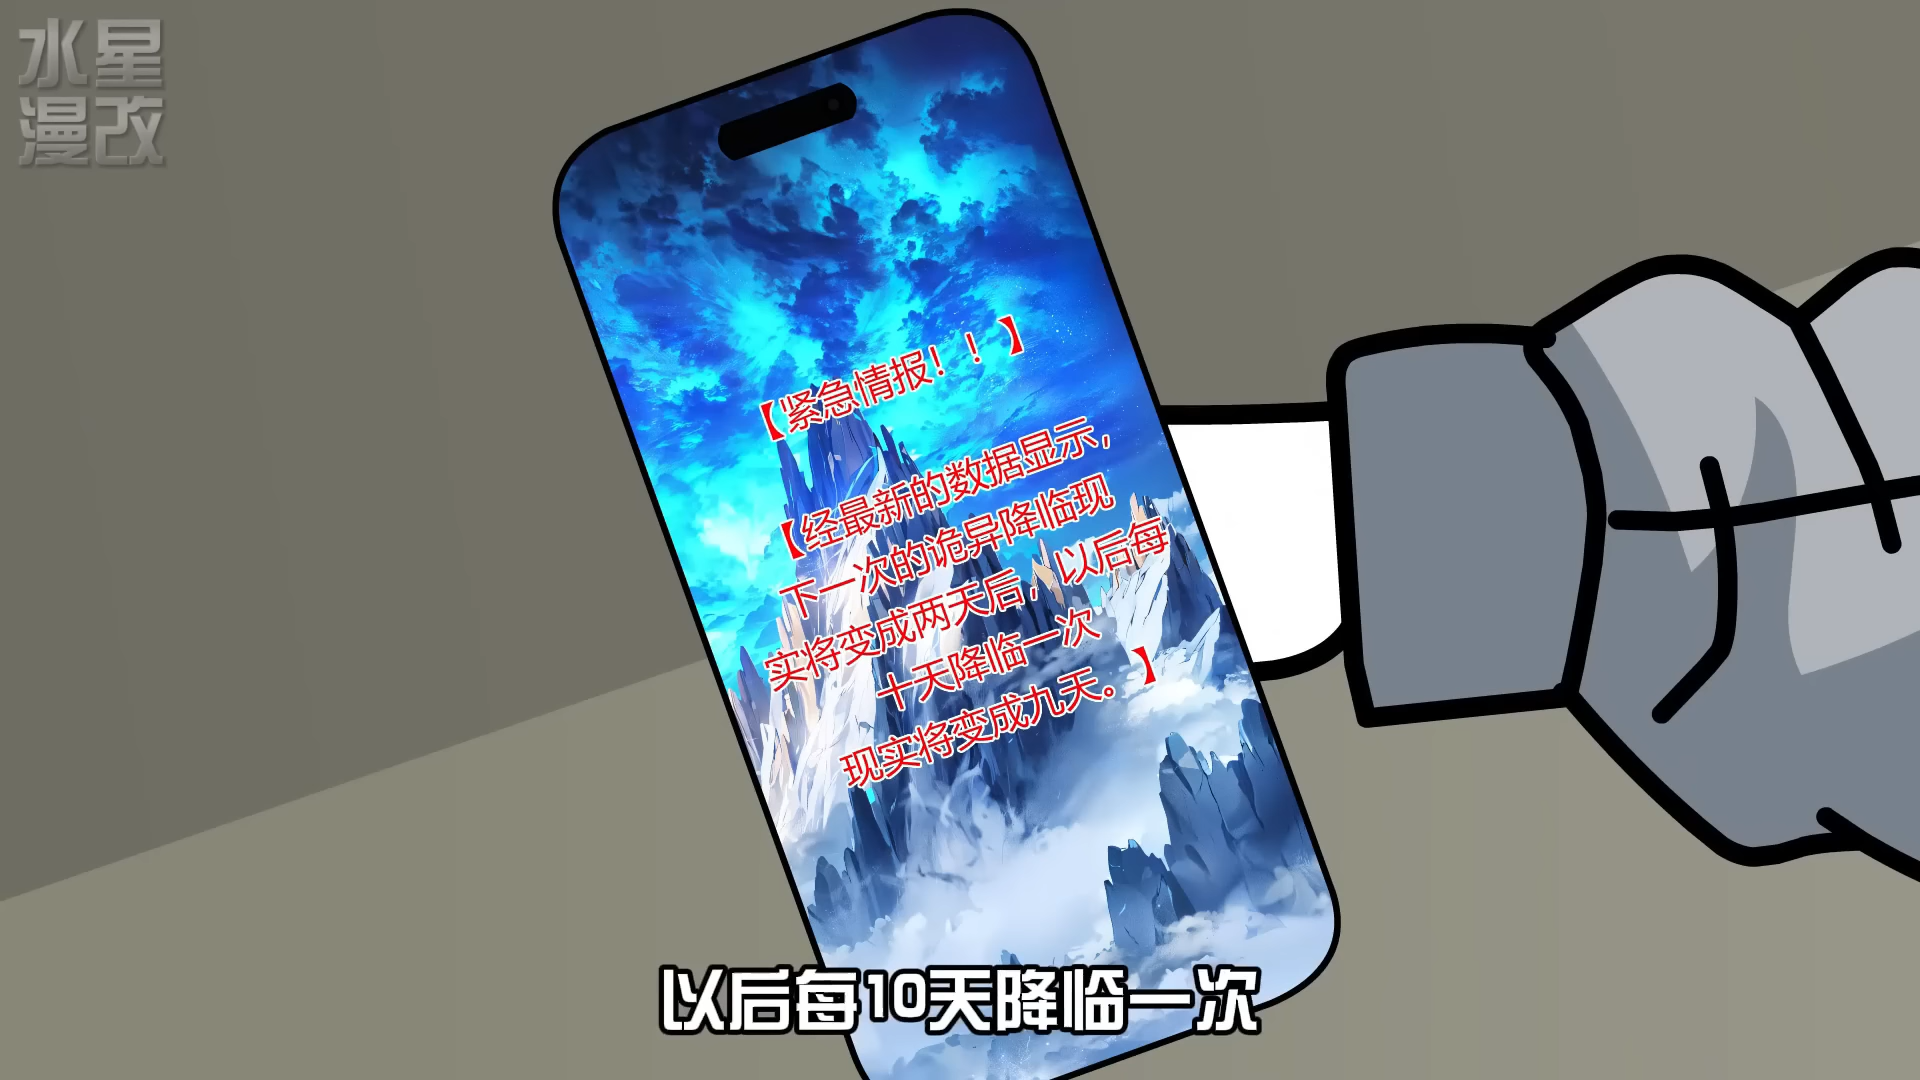 水星
漫改
【紧急情报！！】
【经最新的数据显示，
下一次的诡异降临现
实将变成两天后，以后每
十天降临一次
现实将变成九天。】
以后每10天降临一次